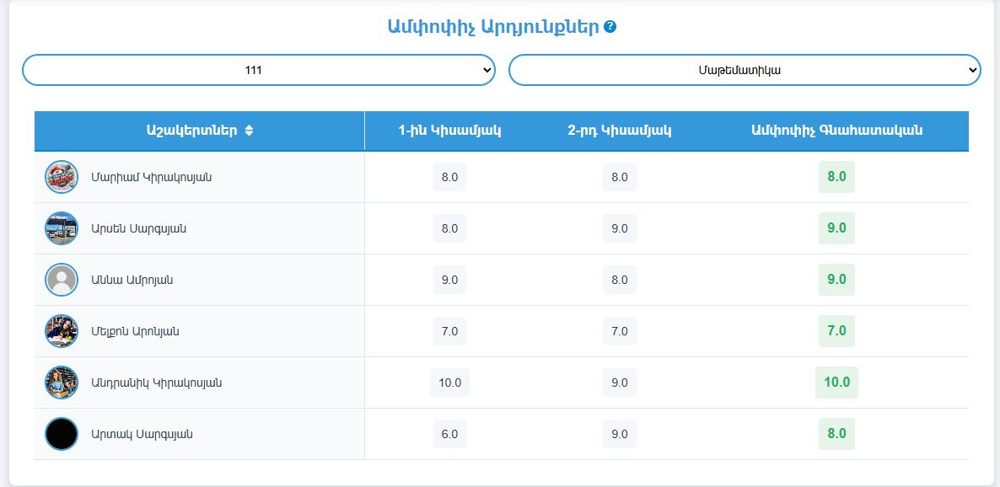 Ամփոփիչ Արդյունքներ ?
111 Մաթեմատիկա
Աշակերտներ 1-ին Կիսամյակ 2-րդ Կիսամյակ Ամփոփիչ Գնահատական
Մարիամ Կիրակոսյան 8.0 8.0 8.0
Արսեն Սարգսյան 8.0 9.0 9.0
Աննա Ամրոյան 9.0 8.0 9.0
Մելքոն Արոնյան 7.0 7.0 7.0
Անդրանիկ Կիրակոսյան 10.0 9.0 10.0
Արտակ Սարգսյան 6.0 9.0 8.0